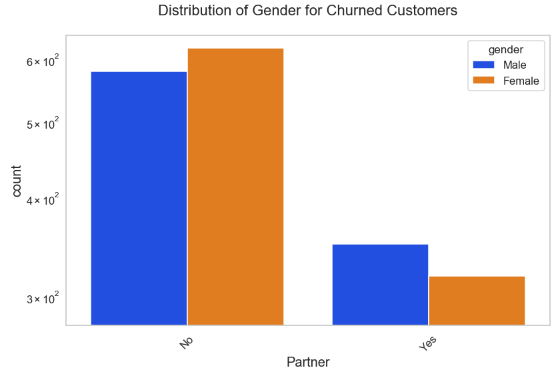 Distribution of Gender for Churned Customers
gender
Male
Female
6 × 10²
5 × 10²
4 × 10²
3 × 10²
count
No
Yes
Partner